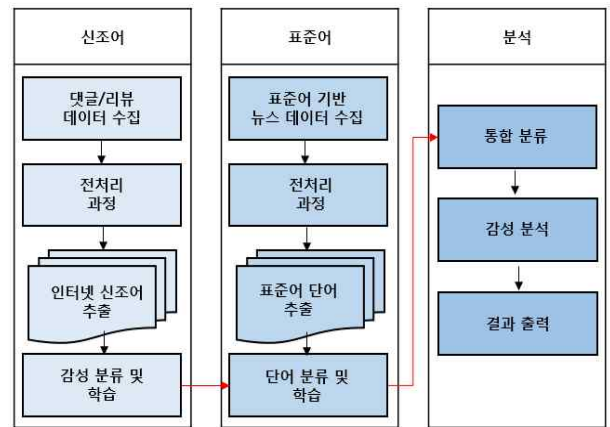 신조어
댓글/리뷰
데이터 수집
전처리
과정
인터넷 신조어
추출
감성 분류 및
학습
표준어
표준어 기반
뉴스 데이터 수집
전처리
과정
표준어 단어
추출
단어 분류 및
학습
분석
통합 분류
감성 분석
결과 출력